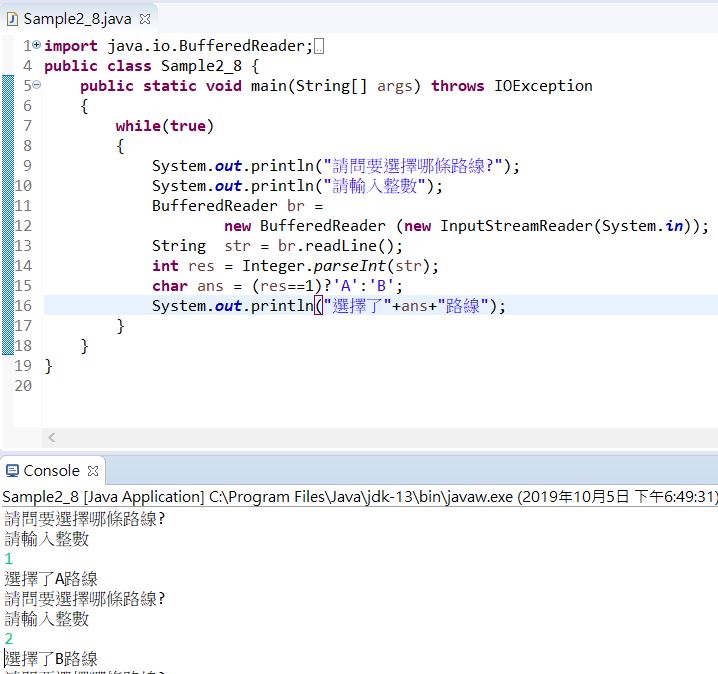 Sample2_8.java
1 import java.io.BufferedReader;
4 public class Sample2_8 {
5 public static void main(String[] args) throws IOException
6 {
7 while(true)
8 {
9 System.out.println("請問要選擇哪條路線?");
10 System.out.println("請輸入整數");
11 BufferedReader br =
12 new BufferedReader (new InputStreamReader(System.in));
13 String  str = br.readLine();
14 int res = Integer.parseInt(str);
15 char ans = (res==1)?'A':'B';
16 System.out.println("選擇了"+ans+"路線");
17 }
18 }
19 }
20
Console
Sample2_8 [Java Application] C:\Program Files\Java\jdk-13\bin\javaw.exe (2019年10月5日 下午6:49:31)
請問要選擇哪條路線?
請輸入整數
1
選擇了A路線
請問要選擇哪條路線?
請輸入整數
2
選擇了B路線